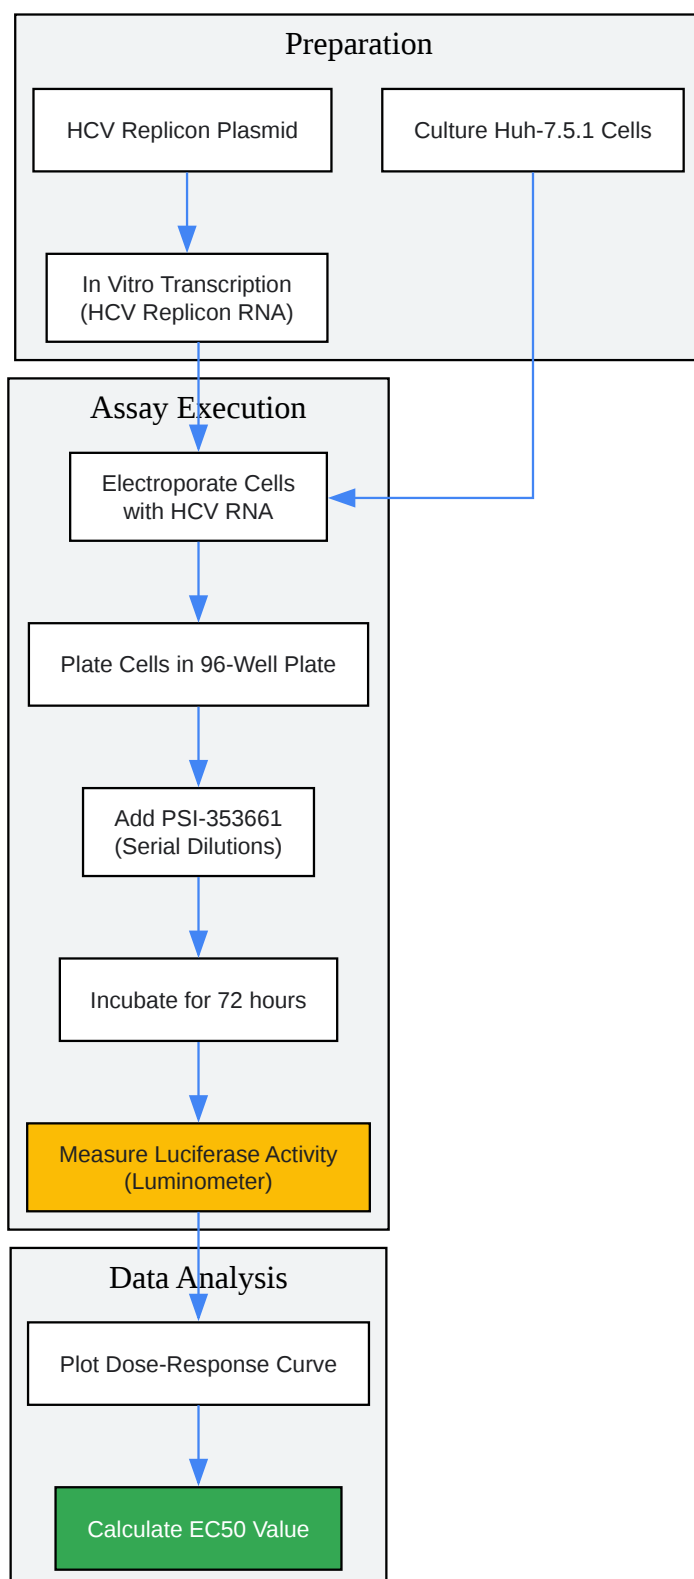 Preparation
HCV Replicon Plasmid
Culture Huh-7.5.1 Cells
In Vitro Transcription
(HCV Replicon RNA)
Assay Execution
Electroporate Cells
with HCV RNA
Plate Cells in 96-Well Plate
Add PSI-353661
(Serial Dilutions)
Incubate for 72 hours
Measure Luciferase Activity
(Luminometer)
Data Analysis
Plot Dose-Response Curve
Calculate EC50 Value